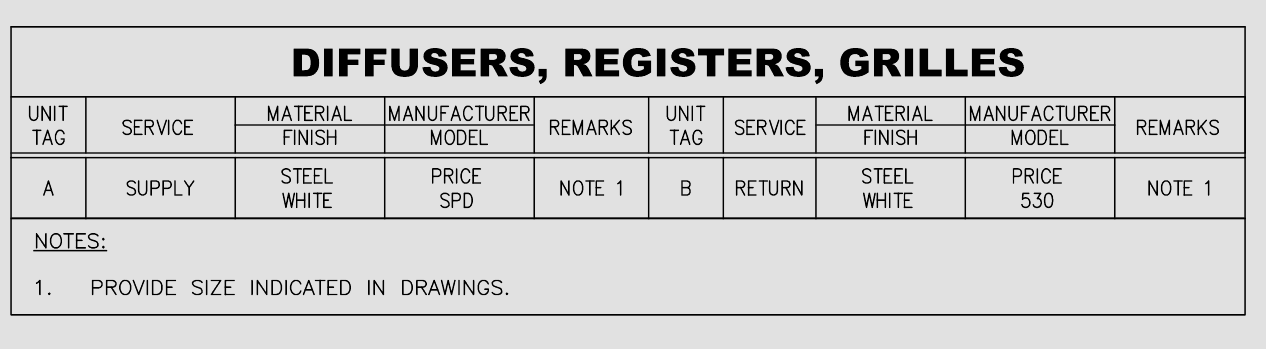 DIFFUSERS, REGISTERS, GRILLES
UNIT TAG SERVICE MATERIAL FINISH MANUFACTURER MODEL REMARKS UNIT TAG SERVICE MATERIAL FINISH MANUFACTURER MODEL REMARKS
A SUPPLY STEEL WHITE PRICE SPD NOTE 1 B RETURN STEEL WHITE PRICE 530 NOTE 1
NOTES:
1. PROVIDE SIZE INDICATED IN DRAWINGS.